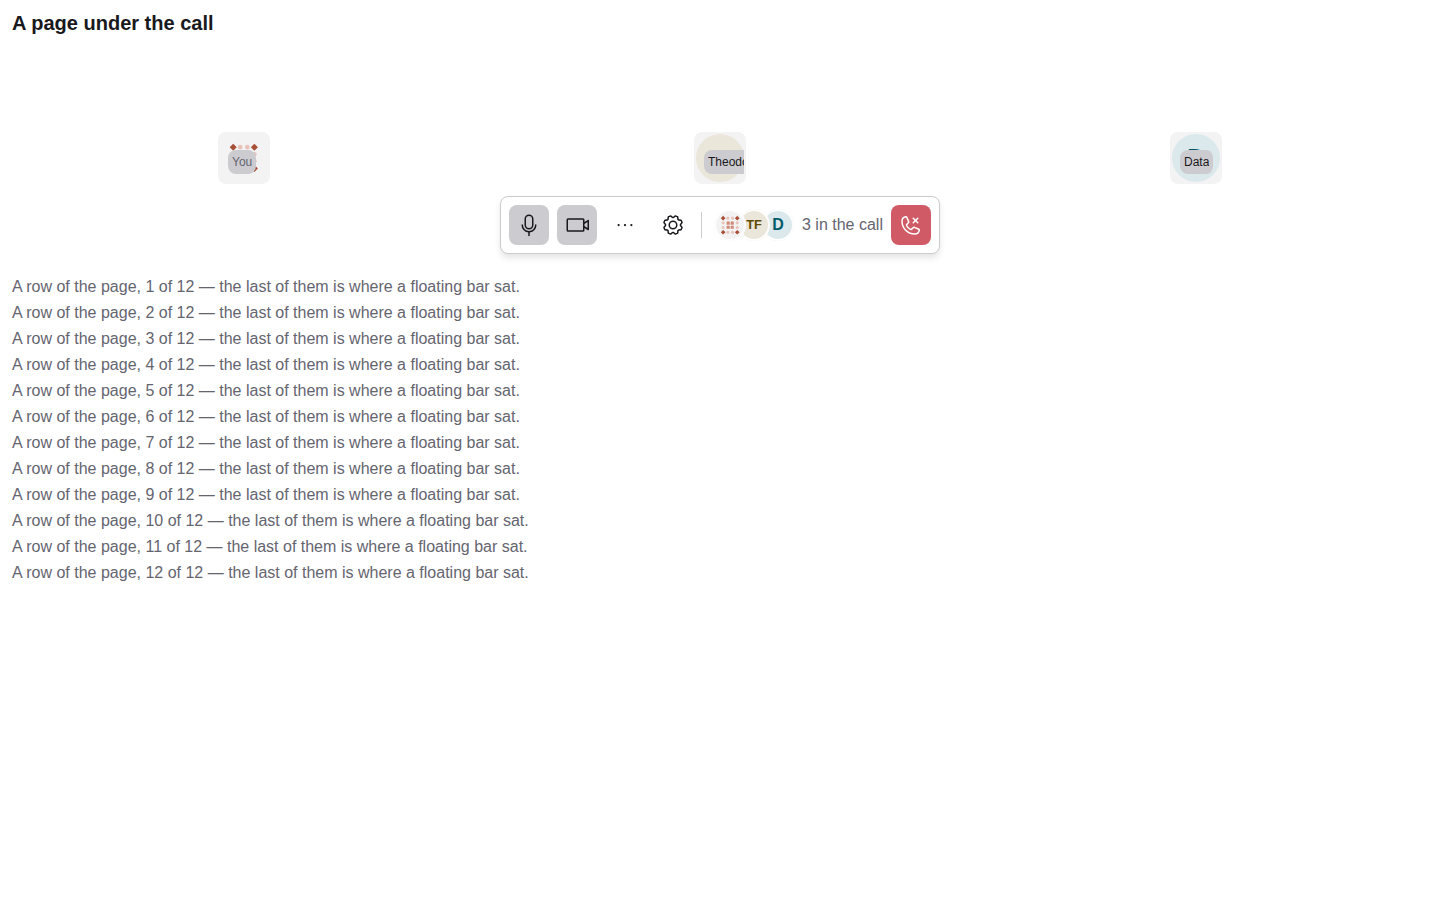 A page under the call
You
Theodo
Data
TF
D
3 in the call
A row of the page, 1 of 12 — the last of them is where a floating bar sat.
A row of the page, 2 of 12 — the last of them is where a floating bar sat.
A row of the page, 3 of 12 — the last of them is where a floating bar sat.
A row of the page, 4 of 12 — the last of them is where a floating bar sat.
A row of the page, 5 of 12 — the last of them is where a floating bar sat.
A row of the page, 6 of 12 — the last of them is where a floating bar sat.
A row of the page, 7 of 12 — the last of them is where a floating bar sat.
A row of the page, 8 of 12 — the last of them is where a floating bar sat.
A row of the page, 9 of 12 — the last of them is where a floating bar sat.
A row of the page, 10 of 12 — the last of them is where a floating bar sat.
A row of the page, 11 of 12 — the last of them is where a floating bar sat.
A row of the page, 12 of 12 — the last of them is where a floating bar sat.